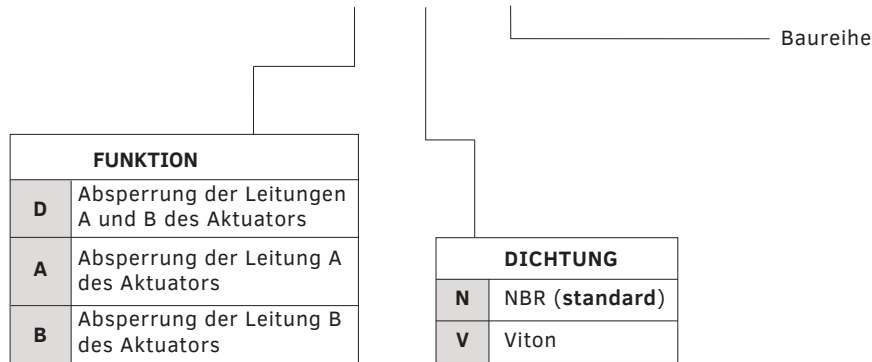 Baureihe
FUNKTION
D Absperrung der Leitungen
A und B des Aktuators
A Absperrung der Leitung A
des Aktuators
B Absperrung der Leitung B
des Aktuators
DICHTUNG
N NBR (standard)
V Viton